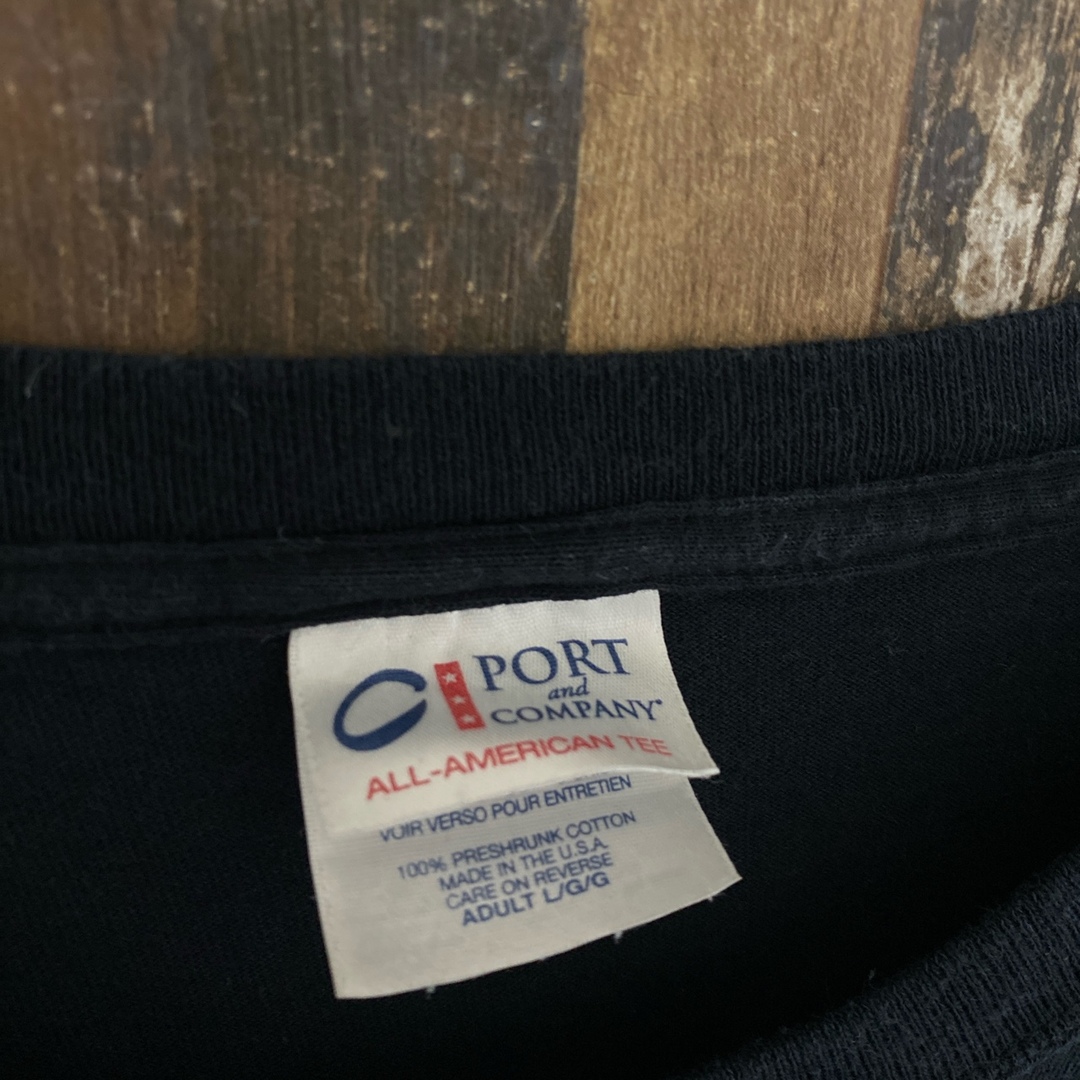 PORT
and
COMPANY
ALL-AMERICAN TEE
VOIR VERSO POUR ENTRETIEN
100% PRESHRUNK COTTON
MADE IN THE U.S.A.
CARE ON REVERSE
ADULT L/G/G